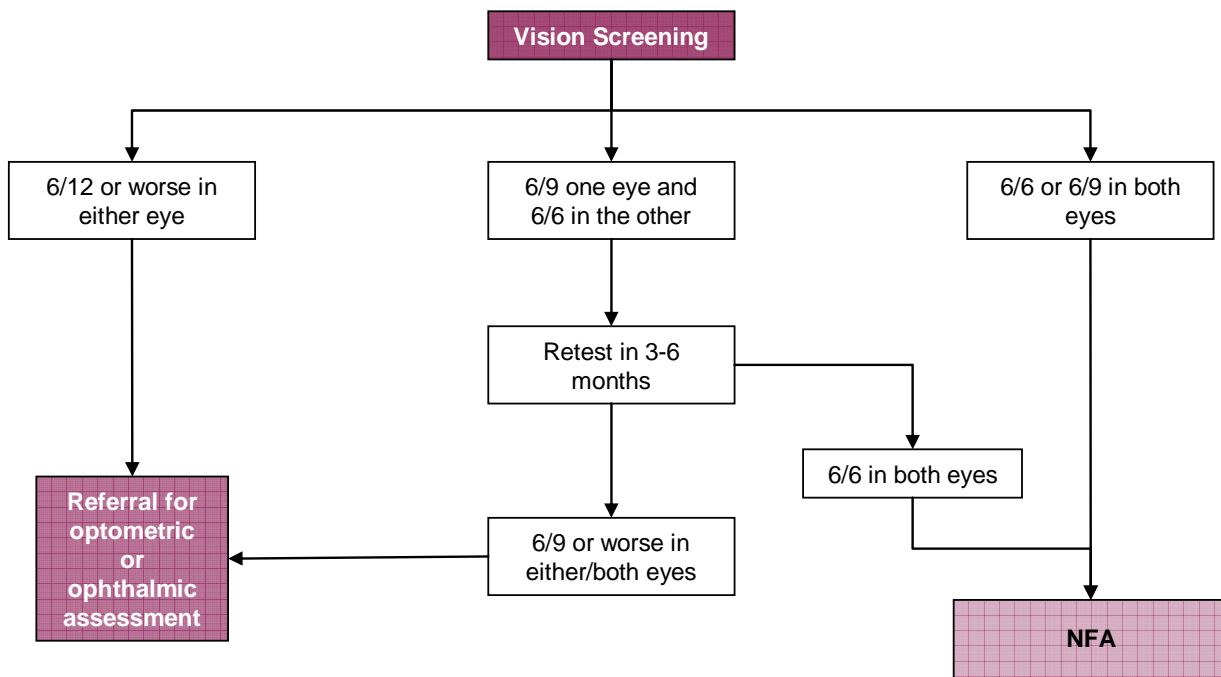 Vision Screening
6/12 or worse in
either eye
6/9 one eye and
6/6 in the other
6/6 or 6/9 in both
eyes
Retest in 3-6
months
6/6 in both eyes
Referral for
optometric
or
ophthalmic
assessment
6/9 or worse in
either/both eyes
NFA